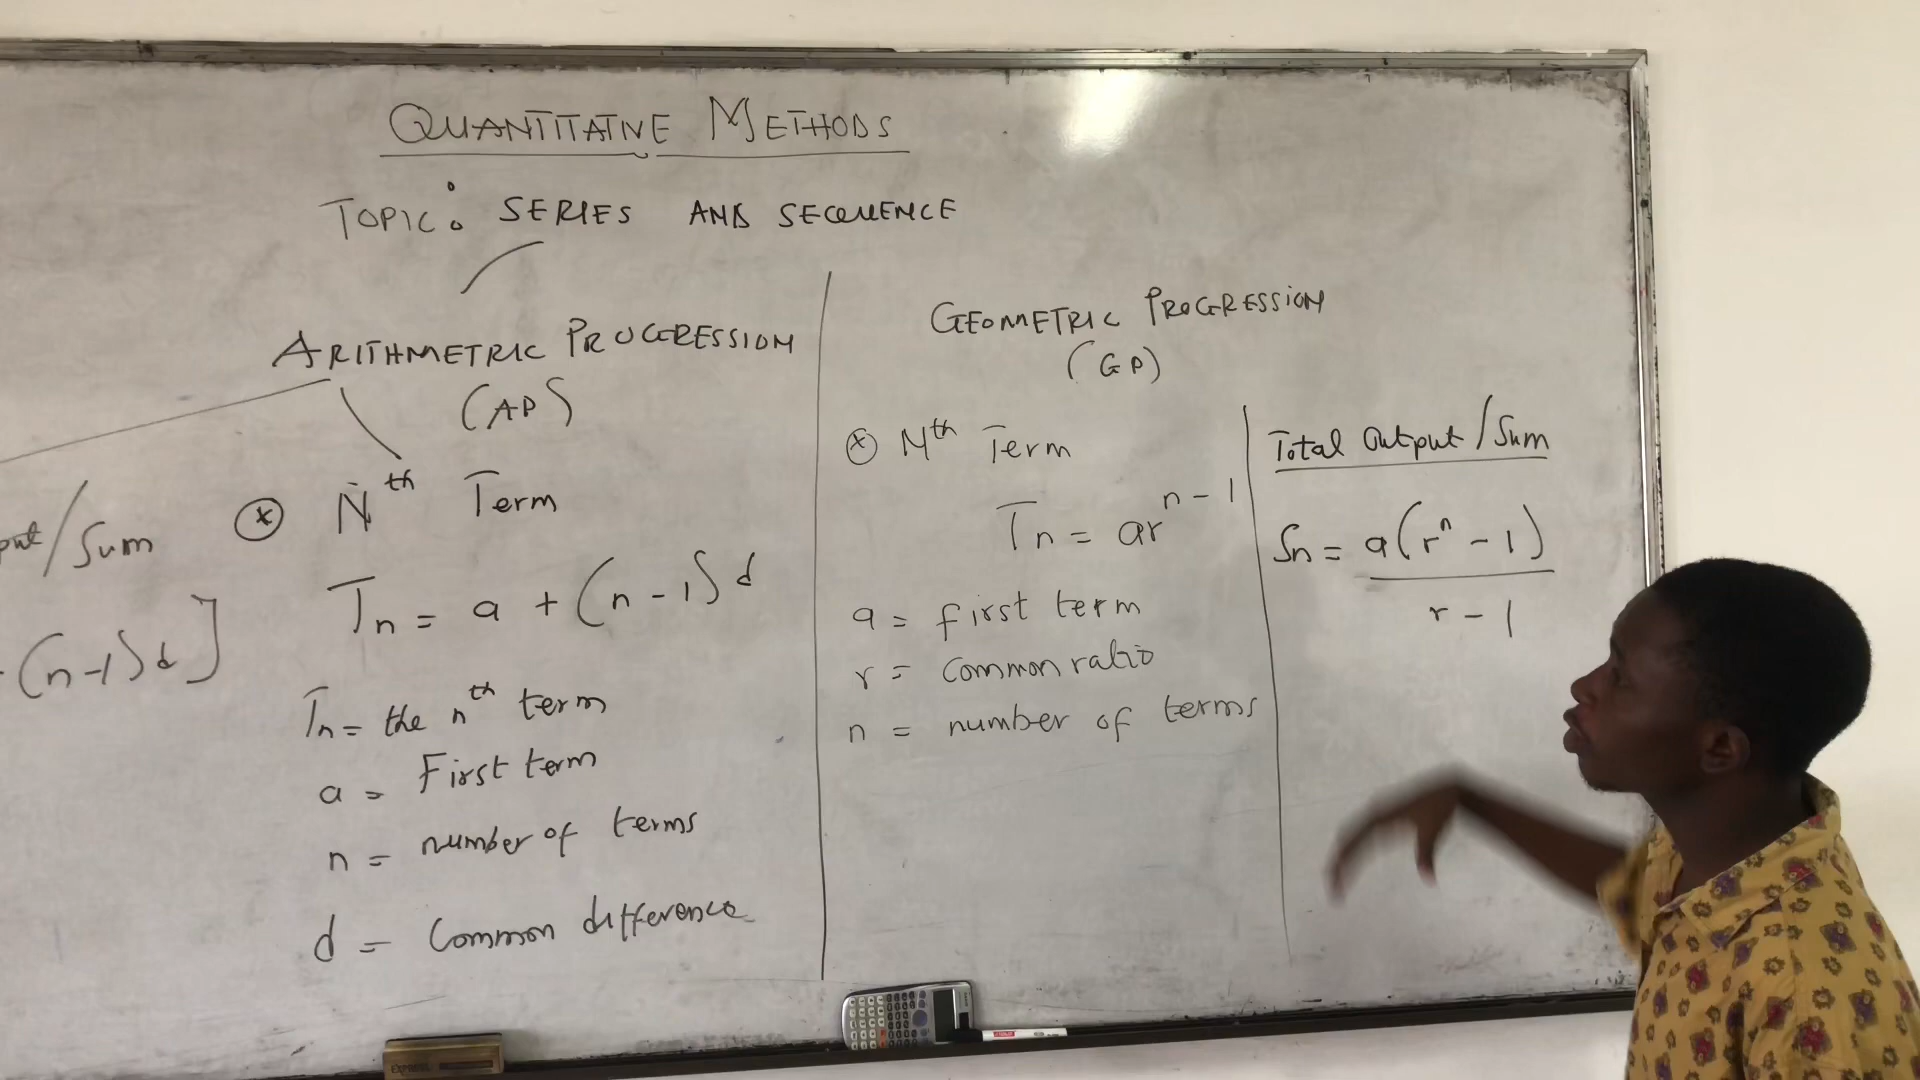 QUANTITATIVE METHODS
TOPIC: SERIES AND SEQUENCE
ARITHMETRIC PROGRESSION
(AP)
/Sum
(n-1)d]
⊛ Nth Term
Tn = a + (n - 1)d
Tn = the nth term
a = First term
n = number of terms
d = Common difference
GEOMETRIC PROGRESSION
(GP)
⊛ Nth Term
Tn = ar^n-1
a = first term
r = Common ratio
n = number of terms
Total Output/Sum
Sn = a(r^n - 1)
r - 1